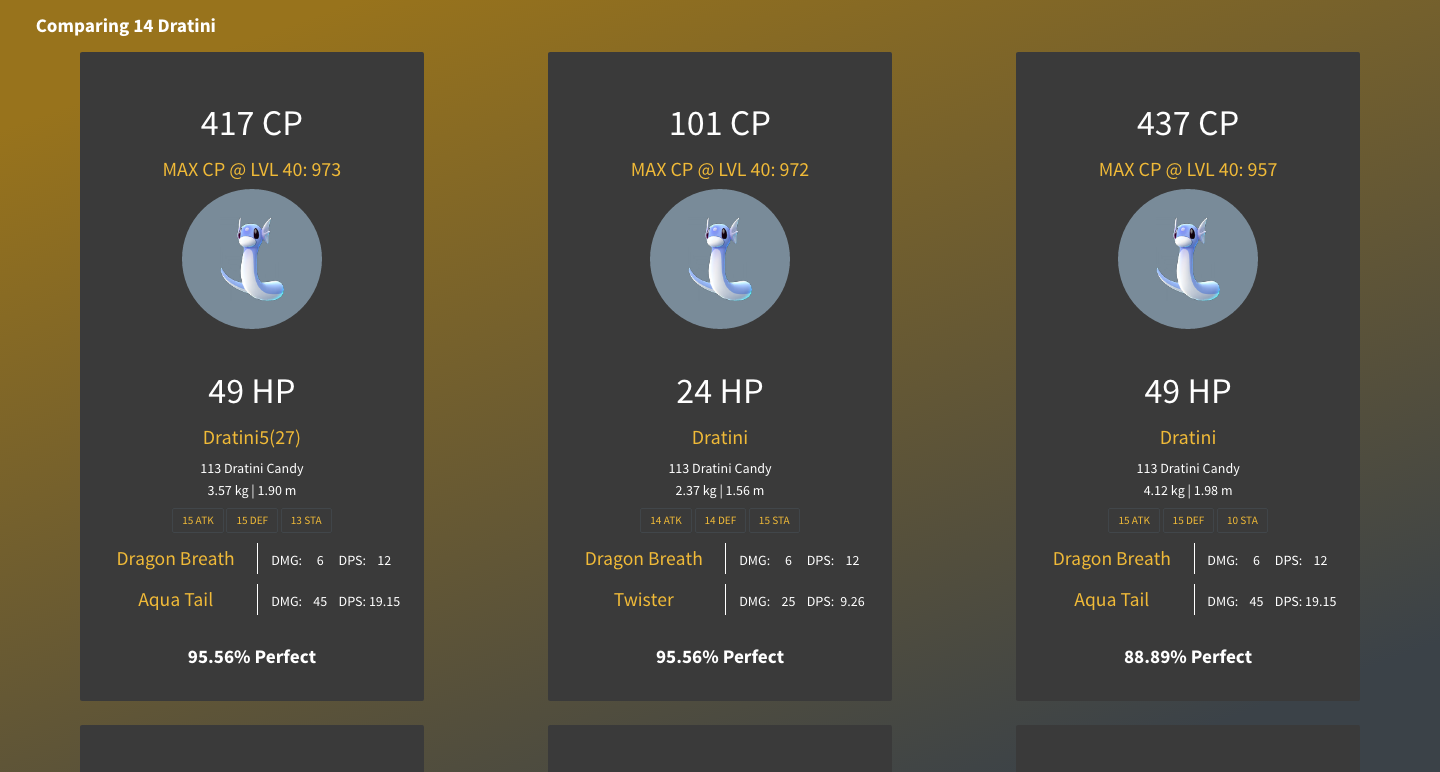 Comparing 14 Dratini
417 CP
MAX CP @ LVL 40: 973
49 HP
Dratini5(27)
113 Dratini Candy
3.57 kg | 1.90 m
15 ATK 15 DEF 13 STA
Dragon Breath DMG: 6 DPS: 12
Aqua Tail DMG: 45 DPS: 19.15
95.56% Perfect
101 CP
MAX CP @ LVL 40: 972
24 HP
Dratini
113 Dratini Candy
2.37 kg | 1.56 m
14 ATK 14 DEF 15 STA
Dragon Breath DMG: 6 DPS: 12
Twister DMG: 25 DPS: 9.26
95.56% Perfect
437 CP
MAX CP @ LVL 40: 957
49 HP
Dratini
113 Dratini Candy
4.12 kg | 1.98 m
15 ATK 15 DEF 10 STA
Dragon Breath DMG: 6 DPS: 12
Aqua Tail DMG: 45 DPS: 19.15
88.89% Perfect